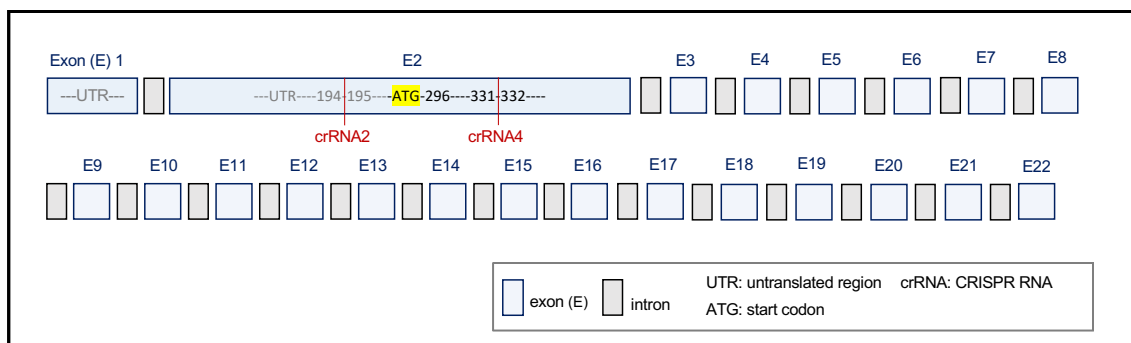 Exon (E) 1 E2 E3 E4 E5 E6 E7 E8
---UTR--- ---UTR----194-195----ATG-296----331-332----
crRNA2 crRNA4
E9 E10 E11 E12 E13 E14 E15 E16 E17 E18 E19 E20 E21 E22
exon (E) intron UTR: untranslated region crRNA: CRISPR RNA
ATG: start codon